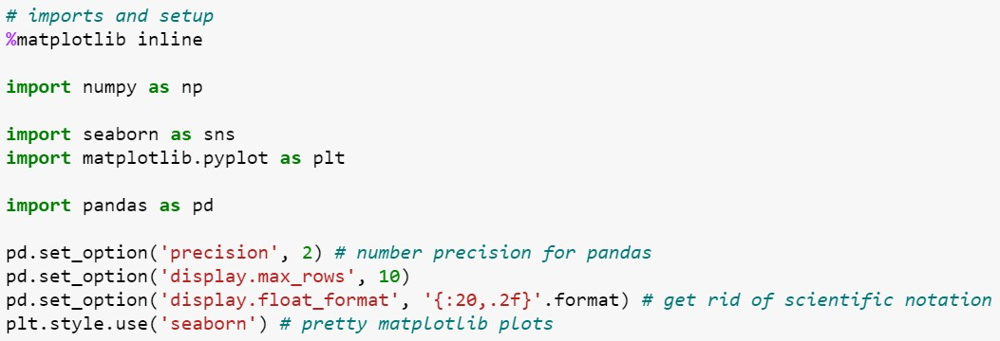 # imports and setup
%matplotlib inline
import numpy as np
import seaborn as sns
import matplotlib.pyplot as plt
import pandas as pd
pd.set_option('precision', 2) # number precision for pandas
pd.set_option('display.max_rows', 10)
pd.set_option('display.float_format', '{:20,.2f}'.format) # get rid of scientific notation
plt.style.use('seaborn') # pretty matplotlib plots